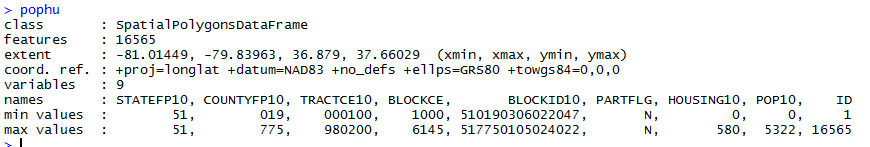 > pophu
class : SpatialPolygonsDataFrame
features : 16565
extent : -81.01449, -79.83963, 36.879, 37.66029 (xmin, xmax, ymin, ymax)
coord. ref. : +proj=longlat +datum=NAD83 +no_defs +ellps=GRS80 +towgs84=0,0,0
variables : 9
names : STATEFP10, COUNTYFP10, TRACTCE10, BLOCKCE, BLOCKID10, PARTFLG, HOUSING10, POP10, ID
min values : 51, 019, 000100, 1000, 510190306022047, N, 0, 0, 1
max values : 51, 775, 980200, 6145, 517750105024022, N, 580, 5322, 16565
>